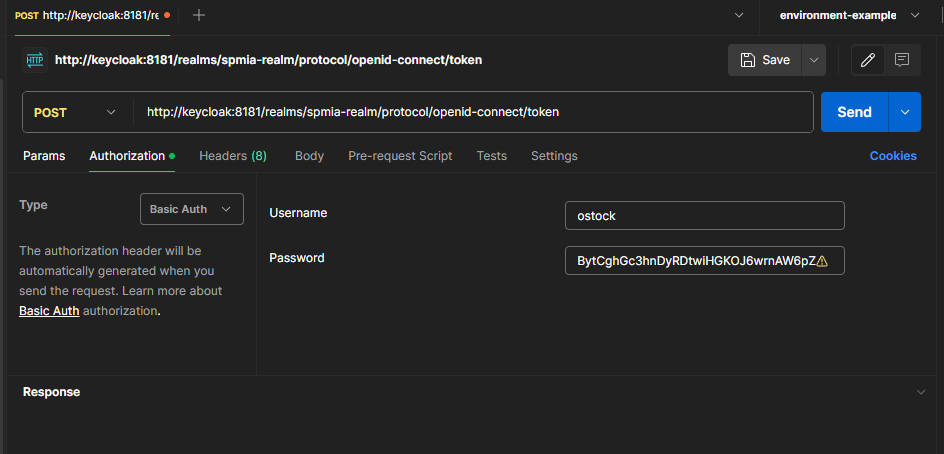 POST http://keycloak:8181/re
environment-example
HTTP http://keycloak:8181/realms/spmia-realm/protocol/openid-connect/token
Save
POST http://keycloak:8181/realms/spmia-realm/protocol/openid-connect/token Send
Params Authorization Headers (8) Body Pre-request Script Tests Settings Cookies
Type Basic Auth
The authorization header will be
automatically generated when you
send the request. Learn more about
Basic Auth authorization.
Username ostock
Password BytCghGc3hnDyRDtwiHGKOJ6wrnAW6pZ
Response